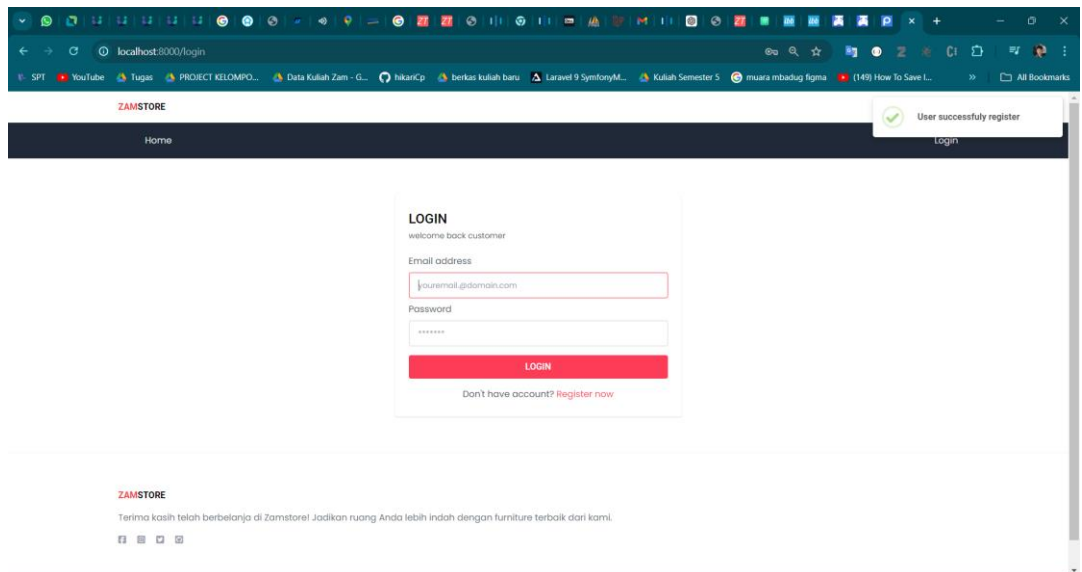 localhost:8000/login
SPT YouTube Tugas PROJECT KELOMPO... Data Kuliah Zam - G... hikariCp berkas kuliah baru Laravel 9 SymfonyM... Kuliah Semester 5 muara mbadug figma (149) How To Save l... » All Bookmarks
ZAMSTORE
User successfuly register
Home Login
LOGIN
welcome back customer
Email address
youremail.@domain.com
Password
*******
LOGIN
Don't have account? Register now
ZAMSTORE
Terima kasih telah berbelanja di Zamstore! Jadikan ruang Anda lebih indah dengan furniture terbaik dari kami.